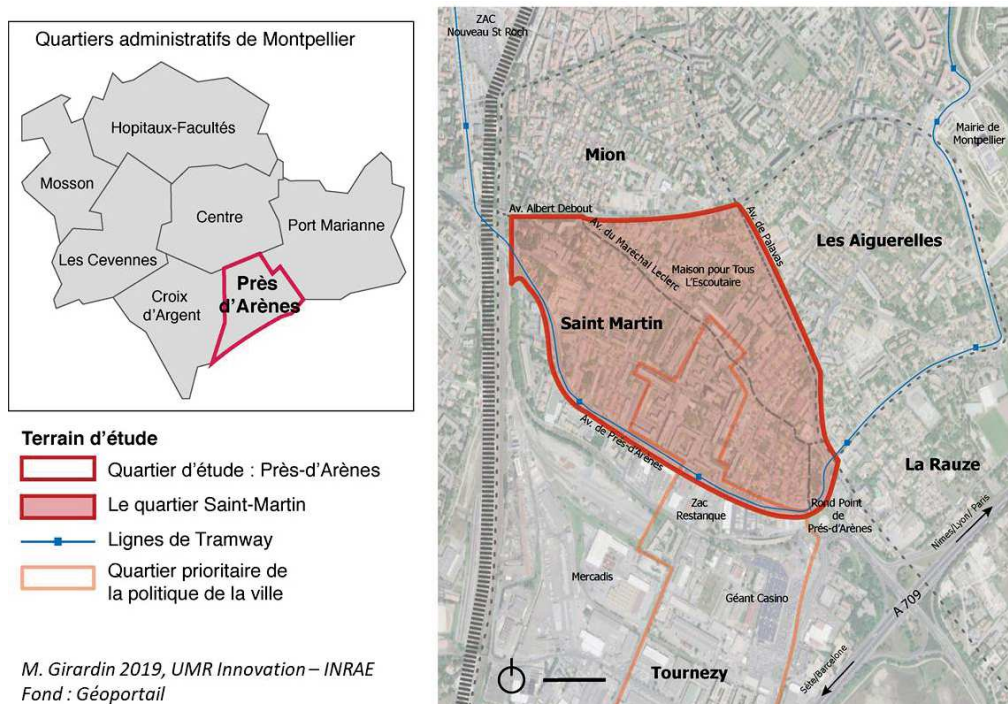 Quartiers administratifs de Montpellier
Hopitaux-Facultés
Mosson
Centre
Port Marianne
Les Cevennes
Près
d'Arènes
Croix
d'Argent
Terrain d'étude
Quartier d'étude : Près-d'Arènes
Le quartier Saint-Martin
Lignes de Tramway
Quartier prioritaire de
la politique de la ville
M. Girardin 2019, UMR Innovation – INRAE
Fond : Géoportail
ZAC
Nouveau St Roch
Mairie de
Montpellier
Mion
Av. Albert Debout
Av. de Palavas
Av. du Maréchal Leclerc
Les Aiguerelles
Maison pour Tous
L'Escoutaire
Saint Martin
Av. de Prés-d'Arènes
La Rauze
Zac
Restanque
Rond Point
de
Prés-d'Arènes
Nimes/Lyon/ Paris
Mercadis
Géant Casino
A 709
Tournezy
Séte/Barcelone